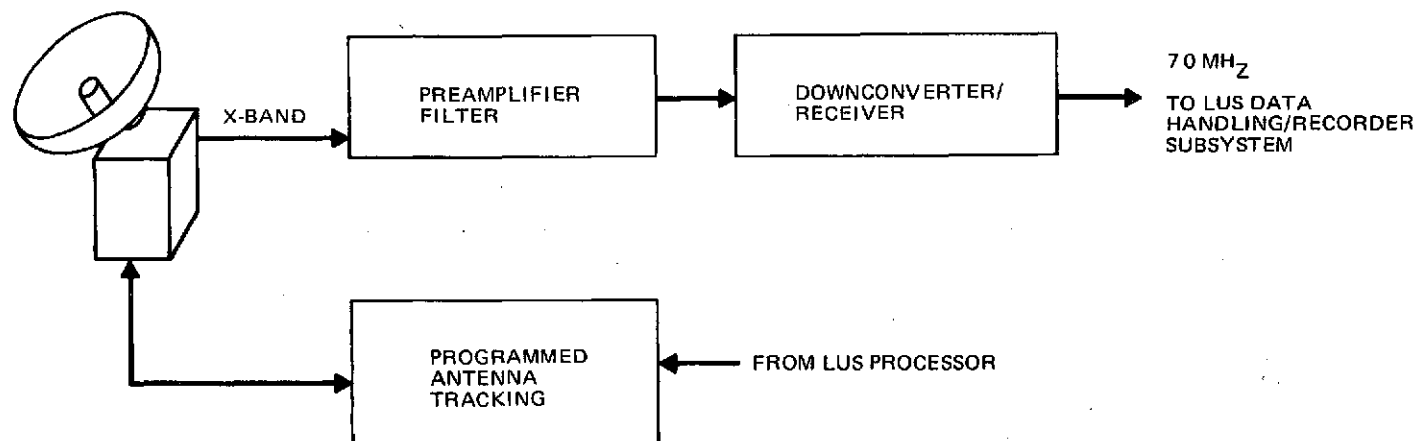 X-BAND
PREAMPLIFIER
FILTER
DOWNCONVERTER/
RECEIVER
70 MHZ
TO LUS DATA
HANDLING/RECORDER
SUBSYSTEM
PROGRAMMED
ANTENNA
TRACKING
FROM LUS PROCESSOR